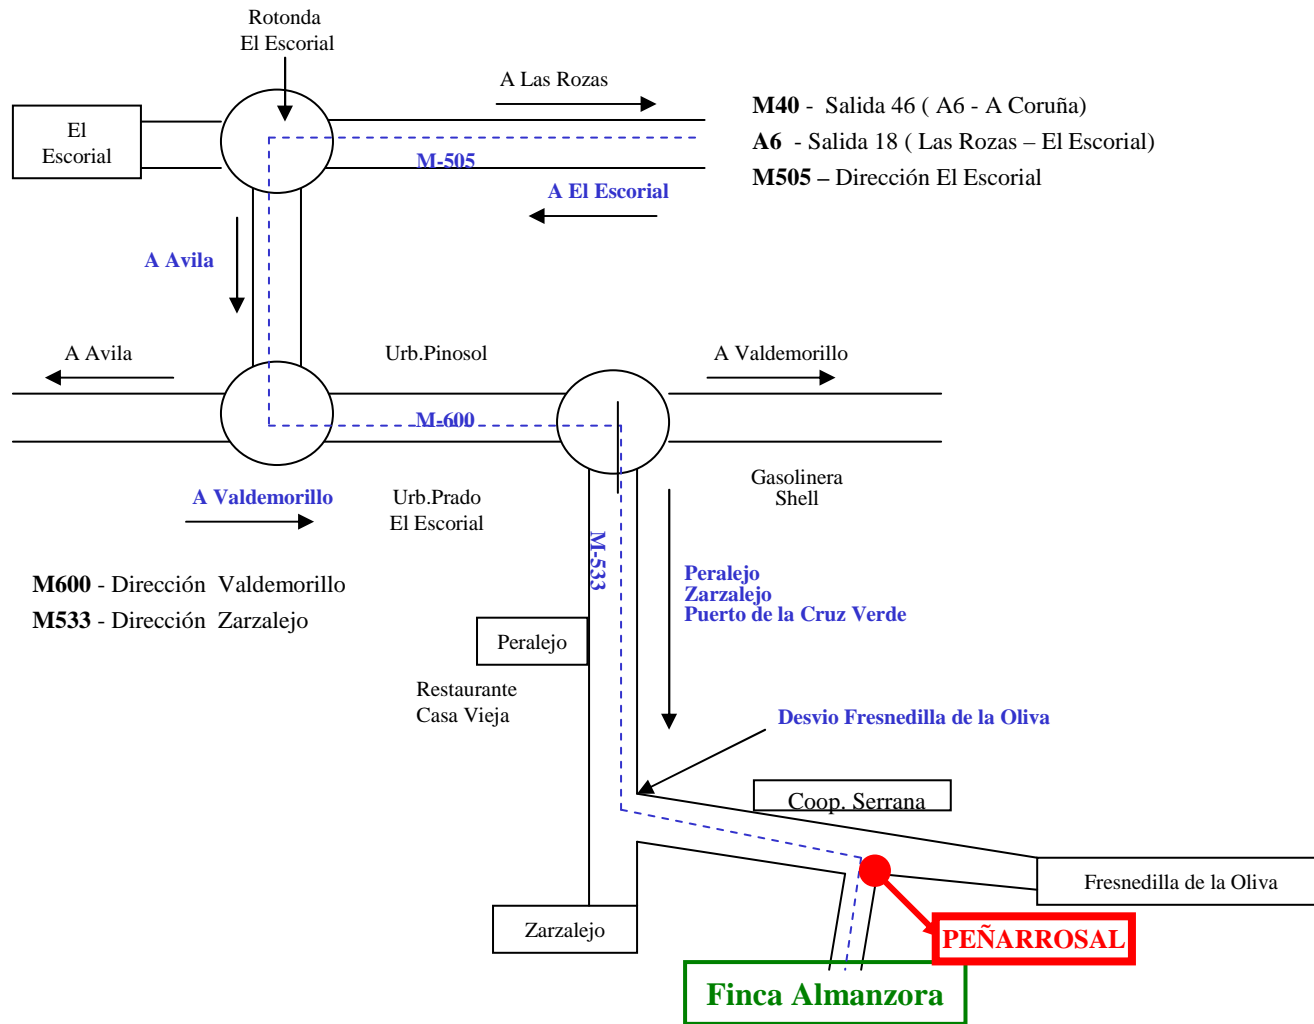 Rotonda
El Escorial
A Las Rozas
M40 - Salida 46 ( A6 - A Coruña)
El
Escorial
A6 - Salida 18 ( Las Rozas – El Escorial)
M-505
M505 – Dirección El Escorial
A El Escorial
A Avila
A Avila
Urb.Pinosol
A Valdemorillo
M-600
Gasolinera
Shell
A Valdemorillo
Urb.Prado
El Escorial
M-533
M600 - Dirección Valdemorillo
M533 - Dirección Zarzalejo
Peralejo
Zarzalejo
Puerto de la Cruz Verde
Peralejo
Restaurante
Casa Vieja
Desvio Fresnedilla de la Oliva
Coop. Serrana
Fresnedilla de la Oliva
Zarzalejo
PEÑARROSAL
Finca Almanzora